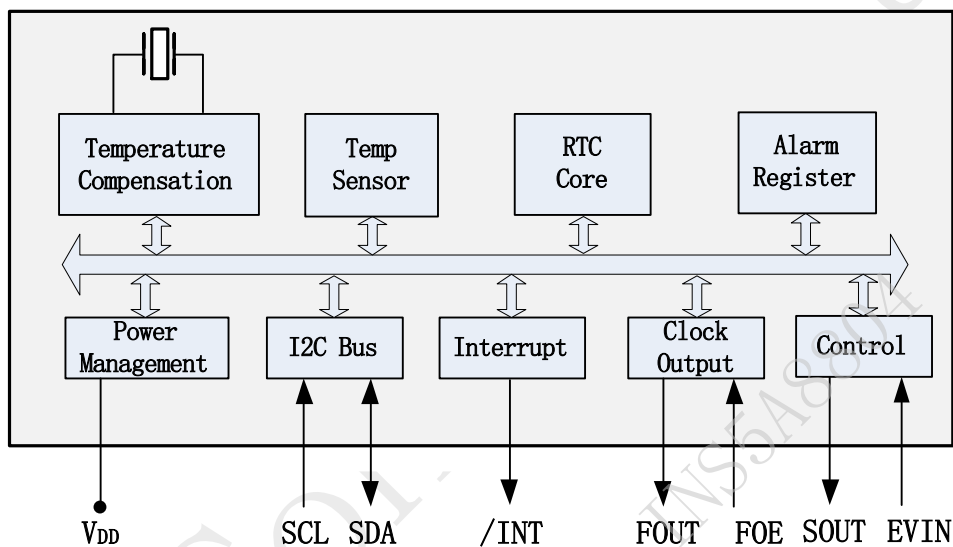 Temperature
Compensation
Temp
Sensor
RTC
Core
Alarm
Register
Power
Management
I2C Bus
Interrupt
Clock
Output
Control
VDD
SCL
SDA
/INT
FOUT
FOE
SOUT
EVIN
INS5A8804